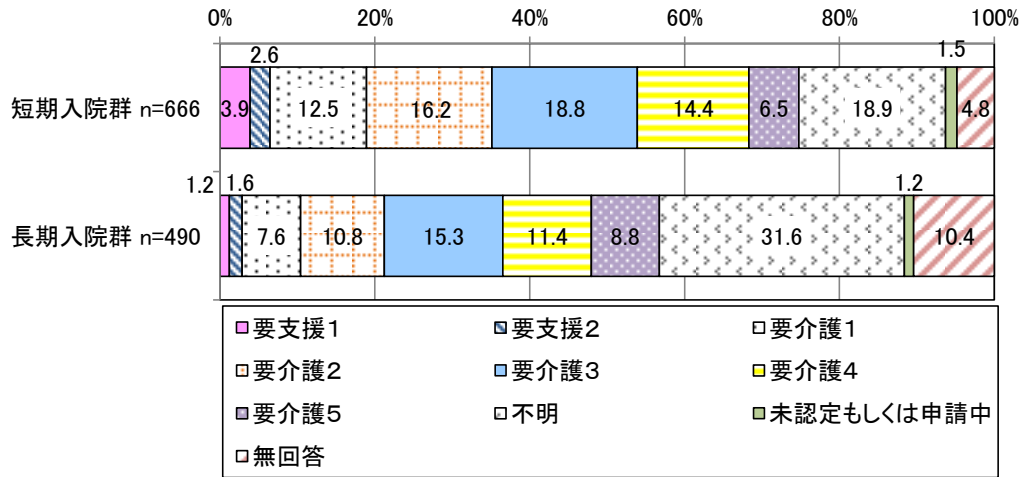 0% 20% 40% 60% 80% 100%
2.6 1.5
短期入院群 n=666 3.9 12.5 16.2 18.8 14.4 6.5 18.9 4.8
1.2 1.6 1.2
長期入院群 n=490 7.6 10.8 15.3 11.4 8.8 31.6 10.4
要支援1 要支援2 要介護1
要介護2 要介護3 要介護4
要介護5 不明 未認定もしくは申請中
無回答